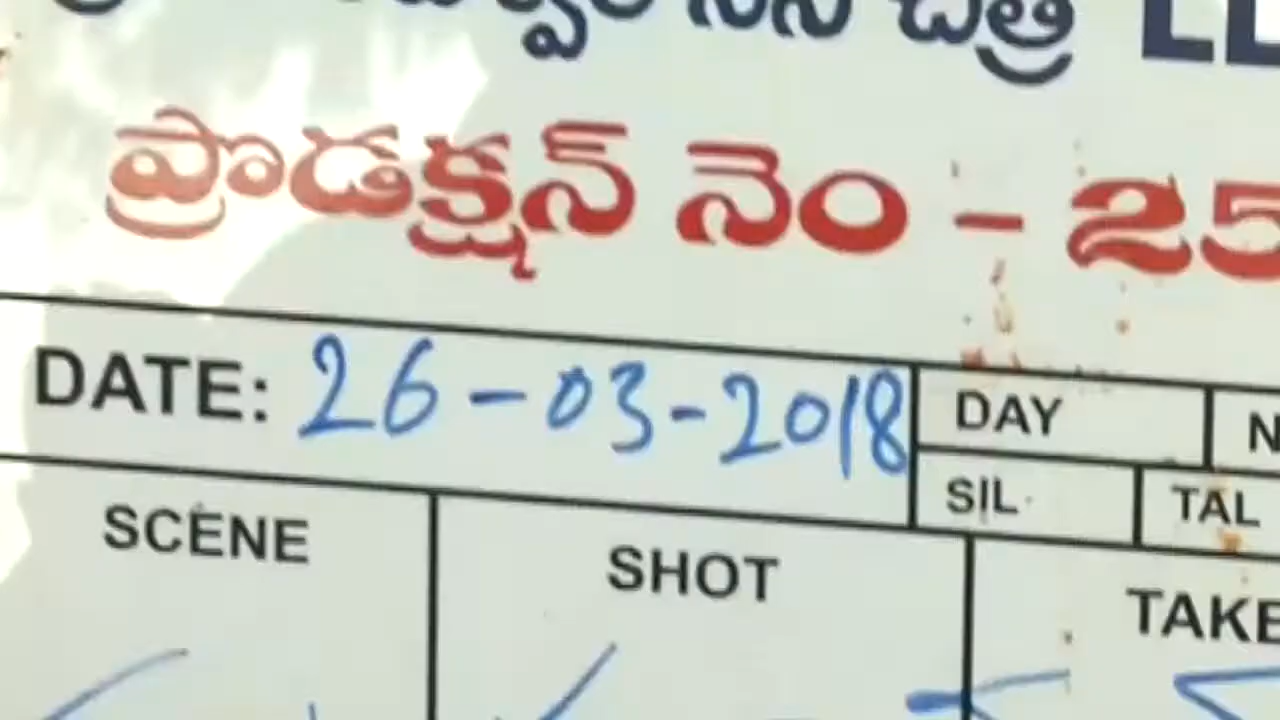 చిత్ర
ప్రొడక్షన్ నెం - 25
DATE: 26-03-2018
DAY
SIL
TAL
SCENE
SHOT
TAKE